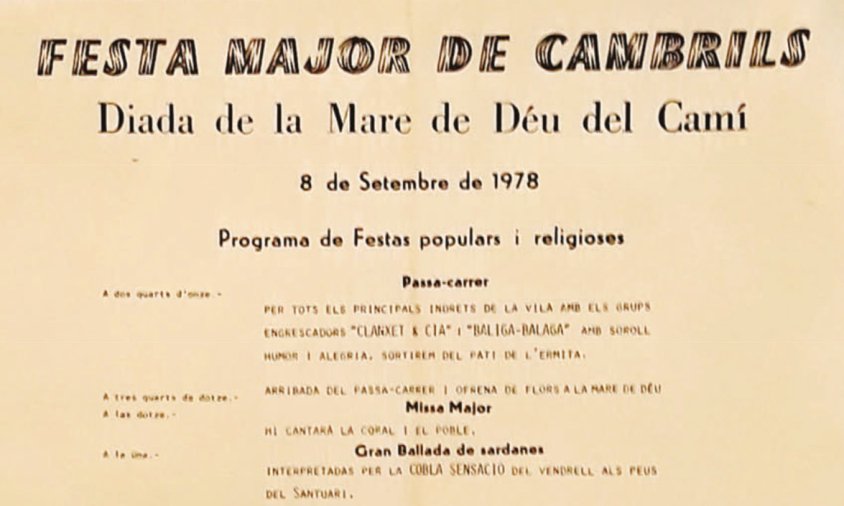 FESTA MAJOR DE CAMBRILS
Diada de la Mare de Déu del Camí
8 de Setembre de 1978
Programa de Festas populars i religioses
Passa-carrer
A dos quarts d'onze.-
PER TOTS ELS PRINCIPALS INDRETS DE LA VILA AMB ELS GRUPS
ENGRESCADORS "CLANXET & CIA" I "BALIGA-BALAGA" AMB SOROLL
HUMOR I ALEGRIA. SORTIREM DEL PATI DE L'ERMITA.
A tres quarts de dotze.- ARRIBADA DEL PASSA-CARRER I OFRENA DE FLORS A LA MARE DE DÉU
A las dotze.- Missa Major
HI CANTARÀ LA CORAL I EL POBLE.
A la una.- Gran Ballada de sardanes
INTERPRETADAS PER LA COBLA SENSACIÓ DEL VENDRELL ALS PEUS
DEL SANTUARI.